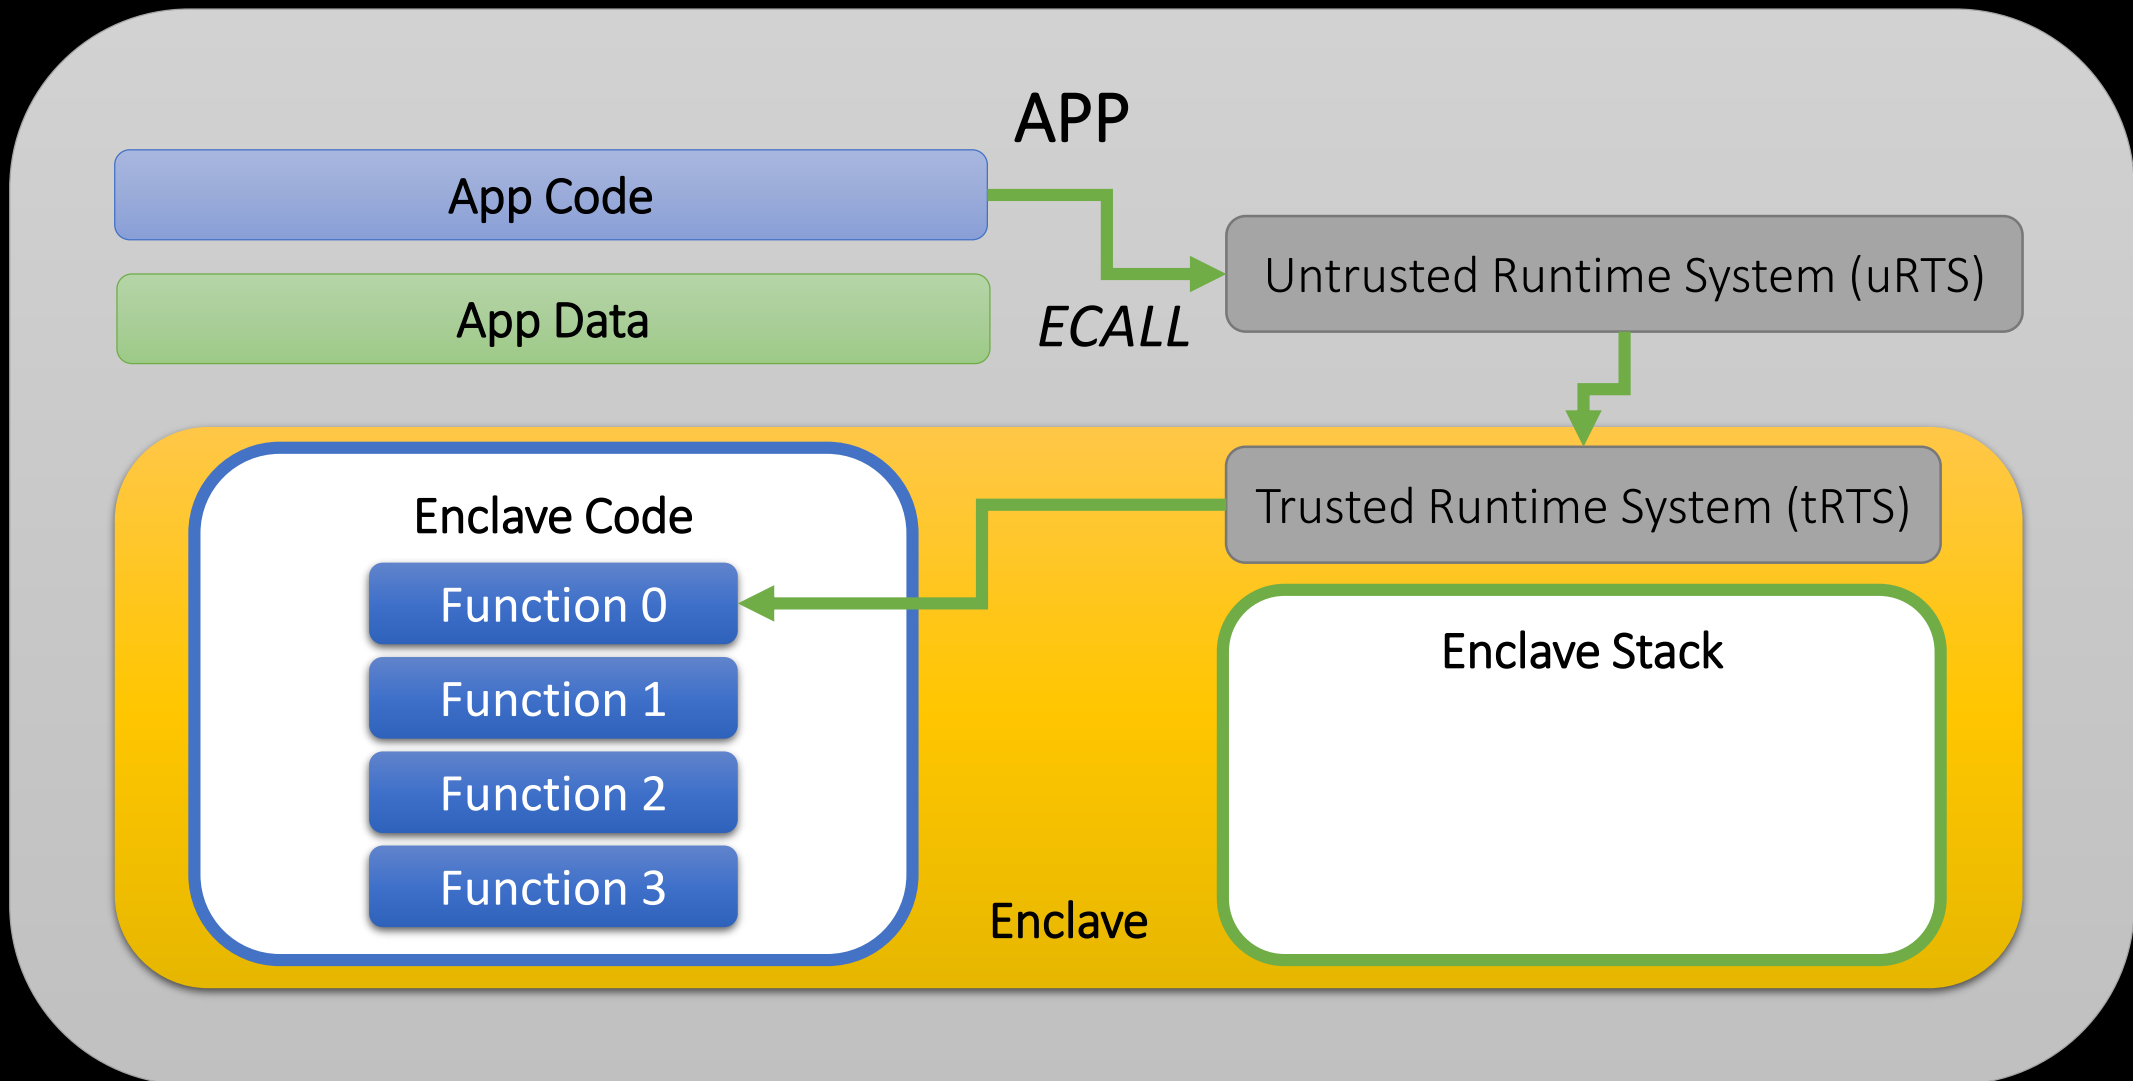 APP
App Code
App Data
ECALL
Untrusted Runtime System (uRTS)
Trusted Runtime System (tRTS)
Enclave Code
Function 0
Function 1
Function 2
Function 3
Enclave Stack
Enclave